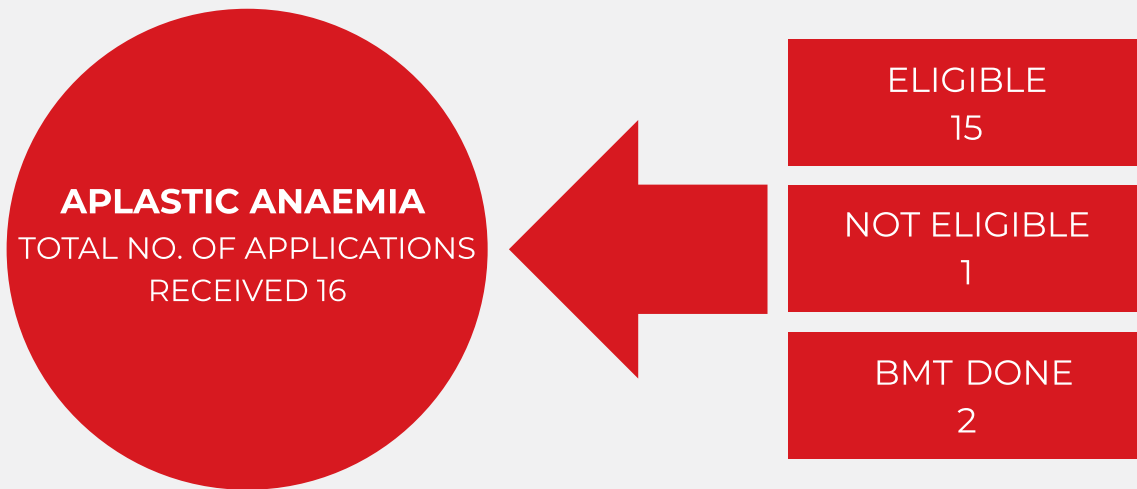 APLASTIC ANAEMIA
TOTAL NO. OF APPLICATIONS
RECEIVED 16
ELIGIBLE
15
NOT ELIGIBLE
1
BMT DONE
2